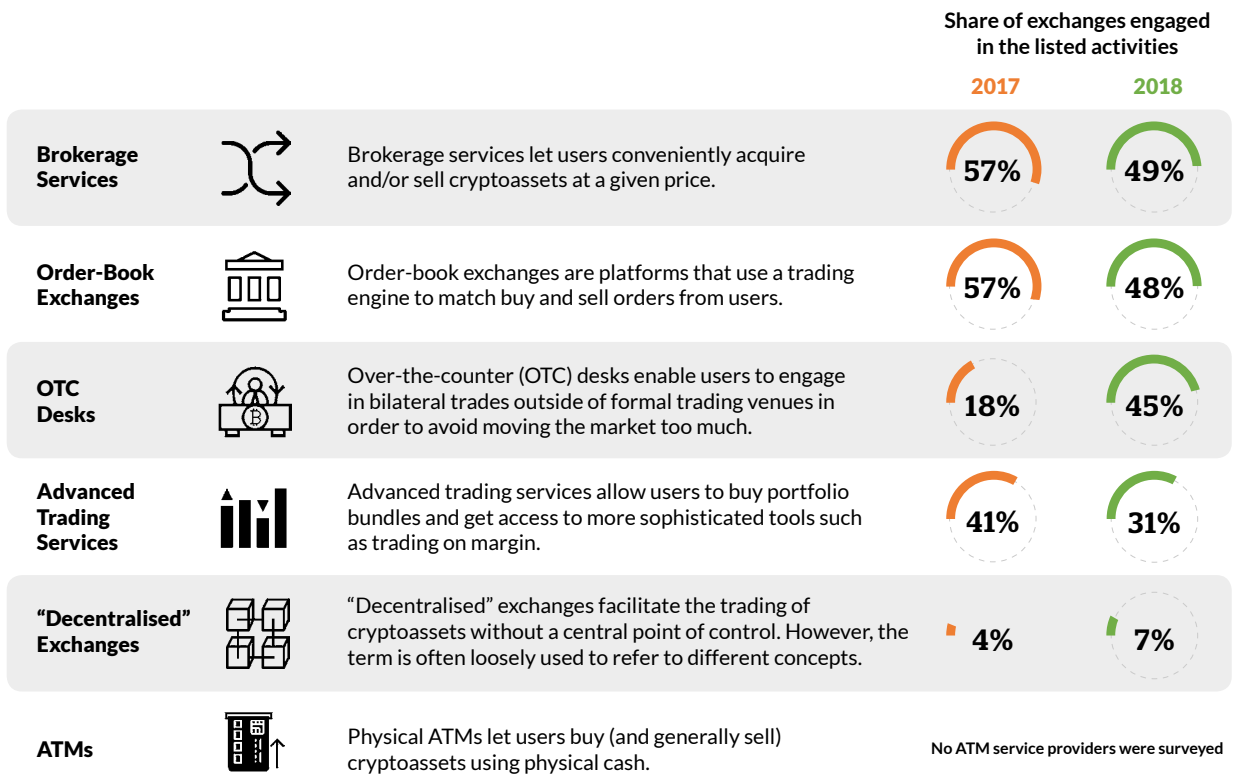 Share of exchanges engaged
in the listed activities
2017
2018
Brokerage
Services
Brokerage services let users conveniently acquire
and/or sell cryptoassets at a given price.
57%
49%
Order-Book
Exchanges
Order-book exchanges are platforms that use a trading
engine to match buy and sell orders from users.
57%
48%
OTC
Desks
Over-the-counter (OTC) desks enable users to engage
in bilateral trades outside of formal trading venues in
order to avoid moving the market too much.
18%
45%
Advanced
Trading
Services
Advanced trading services allow users to buy portfolio
bundles and get access to more sophisticated tools such
as trading on margin.
41%
31%
“Decentralised”
Exchanges
“Decentralised” exchanges facilitate the trading of
cryptoassets without a central point of control. However, the
term is often loosely used to refer to different concepts.
4%
7%
ATMs
Physical ATMs let users buy (and generally sell)
cryptoassets using physical cash.
No ATM service providers were surveyed